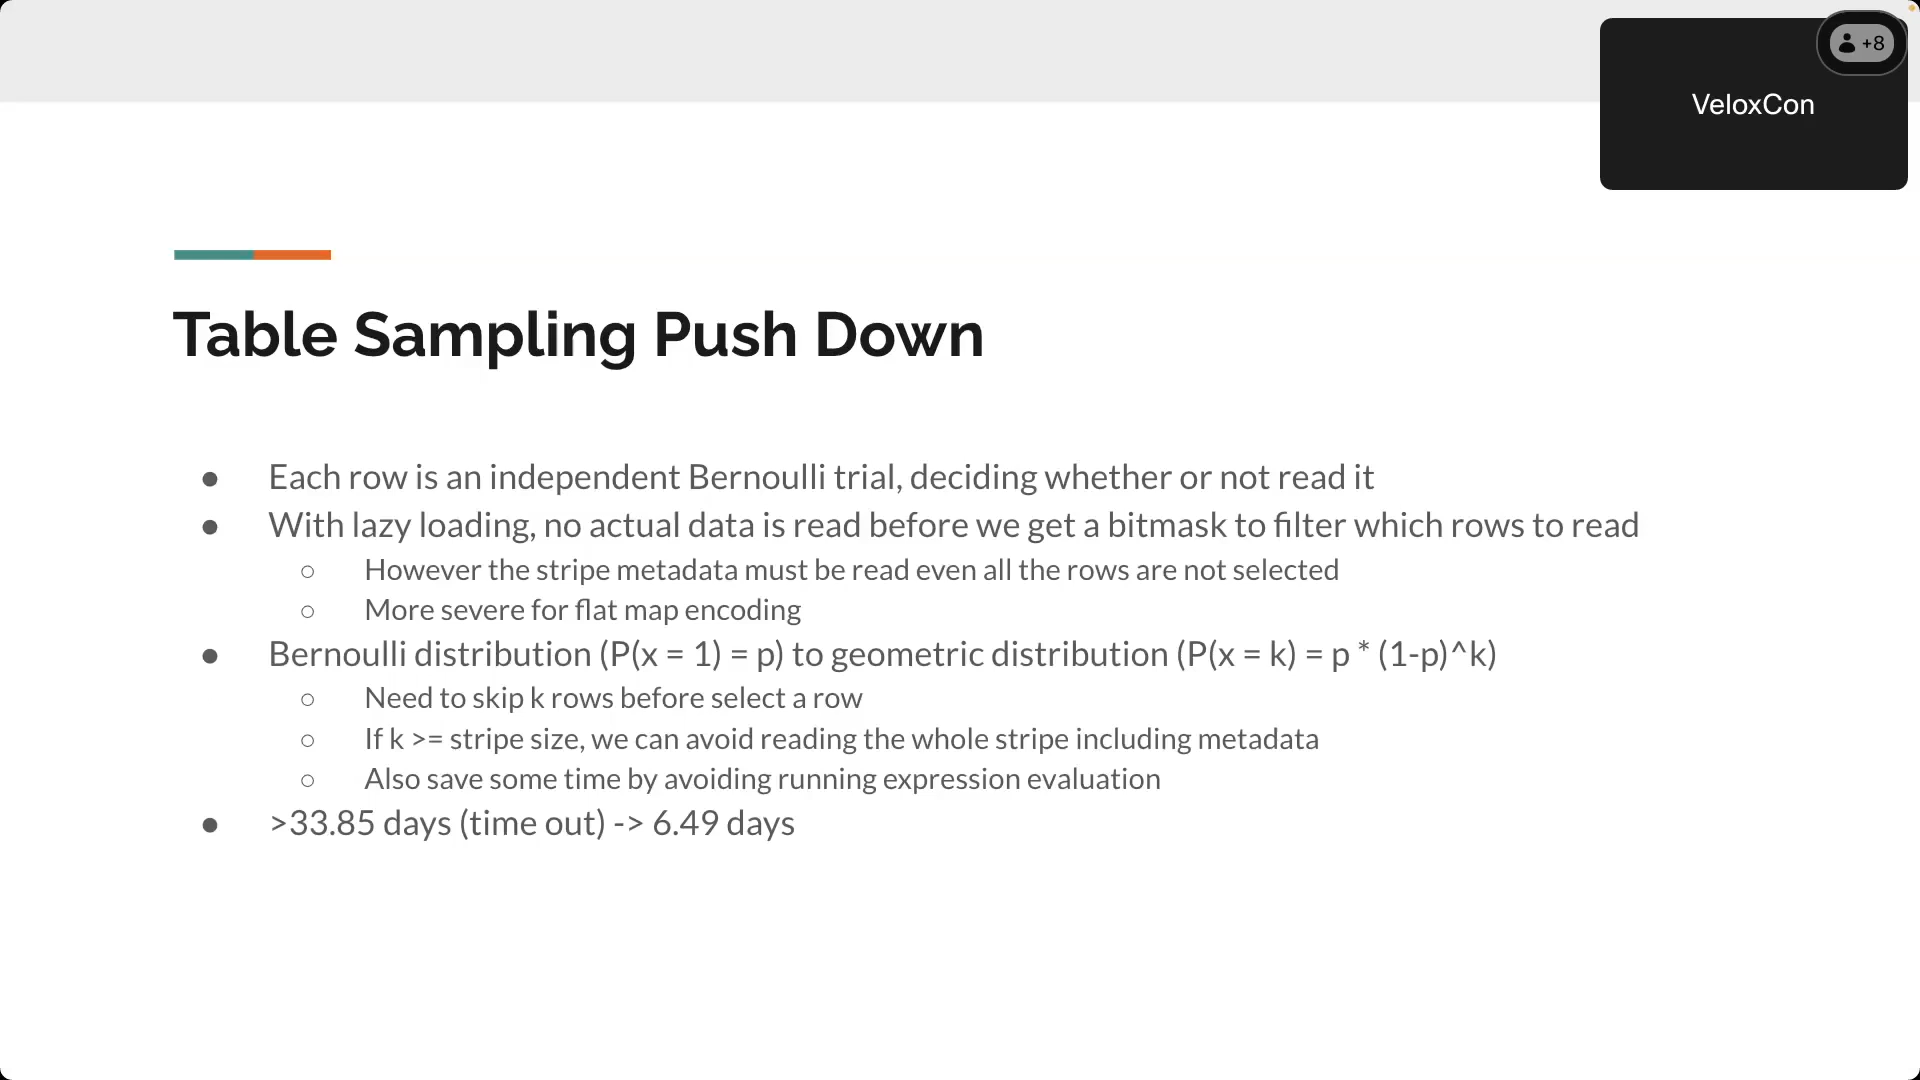 +8
VeloxCon
Table Sampling Push Down
● Each row is an independent Bernoulli trial, deciding whether or not read it
● With lazy loading, no actual data is read before we get a bitmask to filter which rows to read
○ However the stripe metadata must be read even all the rows are not selected
○ More severe for flat map encoding
● Bernoulli distribution (P(x = 1) = p) to geometric distribution (P(x = k) = p * (1-p)^k)
○ Need to skip k rows before select a row
○ If k >= stripe size, we can avoid reading the whole stripe including metadata
○ Also save some time by avoiding running expression evaluation
● >33.85 days (time out) -> 6.49 days